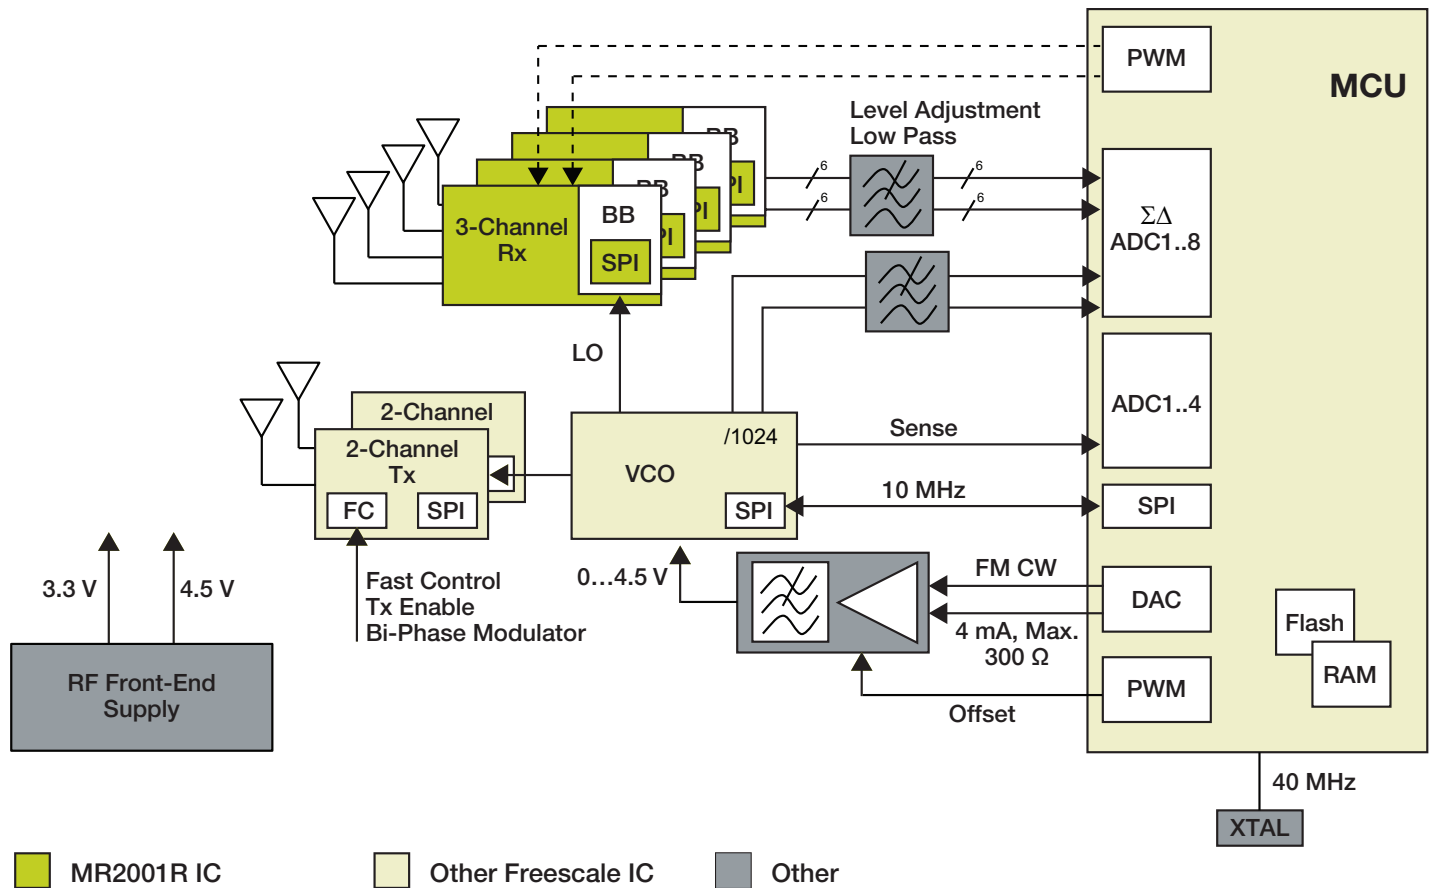 PWM
MCU
Level Adjustment
Low Pass
BB
BB
BB
BB
3-Channel
Rx
SPI
PI
PI
PI
6
6
6
6
ΣΔ
ADC1..8
LO
ADC1..4
2-Channel
2-Channel
Tx
FC
SPI
/1024
VCO
SPI
Sense
10 MHz
SPI
3.3 V
4.5 V
Fast Control
Tx Enable
Bi-Phase Modulator
0...4.5 V
FM CW
4 mA, Max.
300 Ω
DAC
Flash
RAM
RF Front-End
Supply
PWM
Offset
40 MHz
XTAL
MR2001R IC
Other Freescale IC
Other